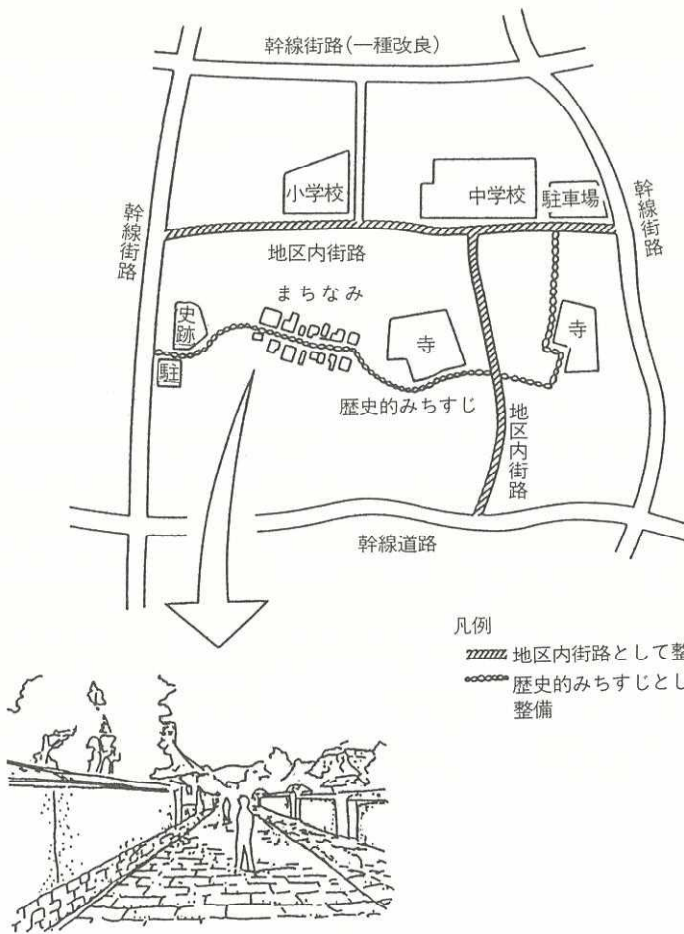 幹線街路(一種改良)
小学校
中学校
駐車場
幹線街路
幹線街路
地区内街路
まちなみ
史跡
寺
寺
駐
歴史的みちすじ
地区内街路
幹線道路
凡例
地区内街路として整
歴史的みちすじとし
整備